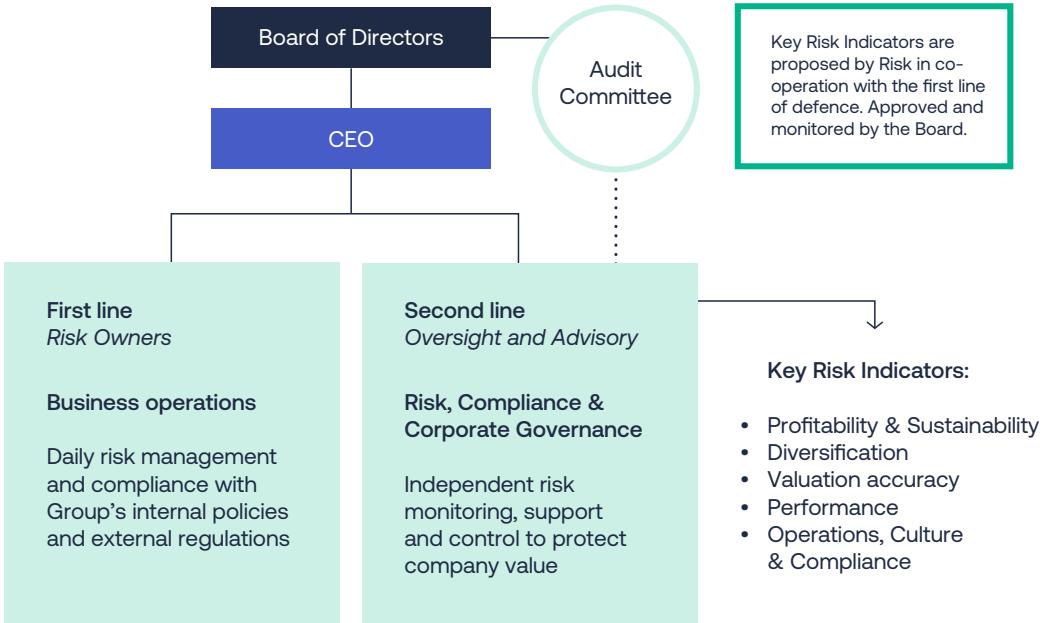 Board of Directors
Audit
Committee
Key Risk Indicators are
proposed by Risk in co-
operation with the first line
of defence. Approved and
monitored by the Board.
CEO
First line
Risk Owners
Business operations
Daily risk management
and compliance with
Group’s internal policies
and external regulations
Second line
Oversight and Advisory
Risk, Compliance &
Corporate Governance
Independent risk
monitoring, support
and control to protect
company value
Key Risk Indicators:
• Profitability & Sustainability
• Diversification
• Valuation accuracy
• Performance
• Operations, Culture
& Compliance